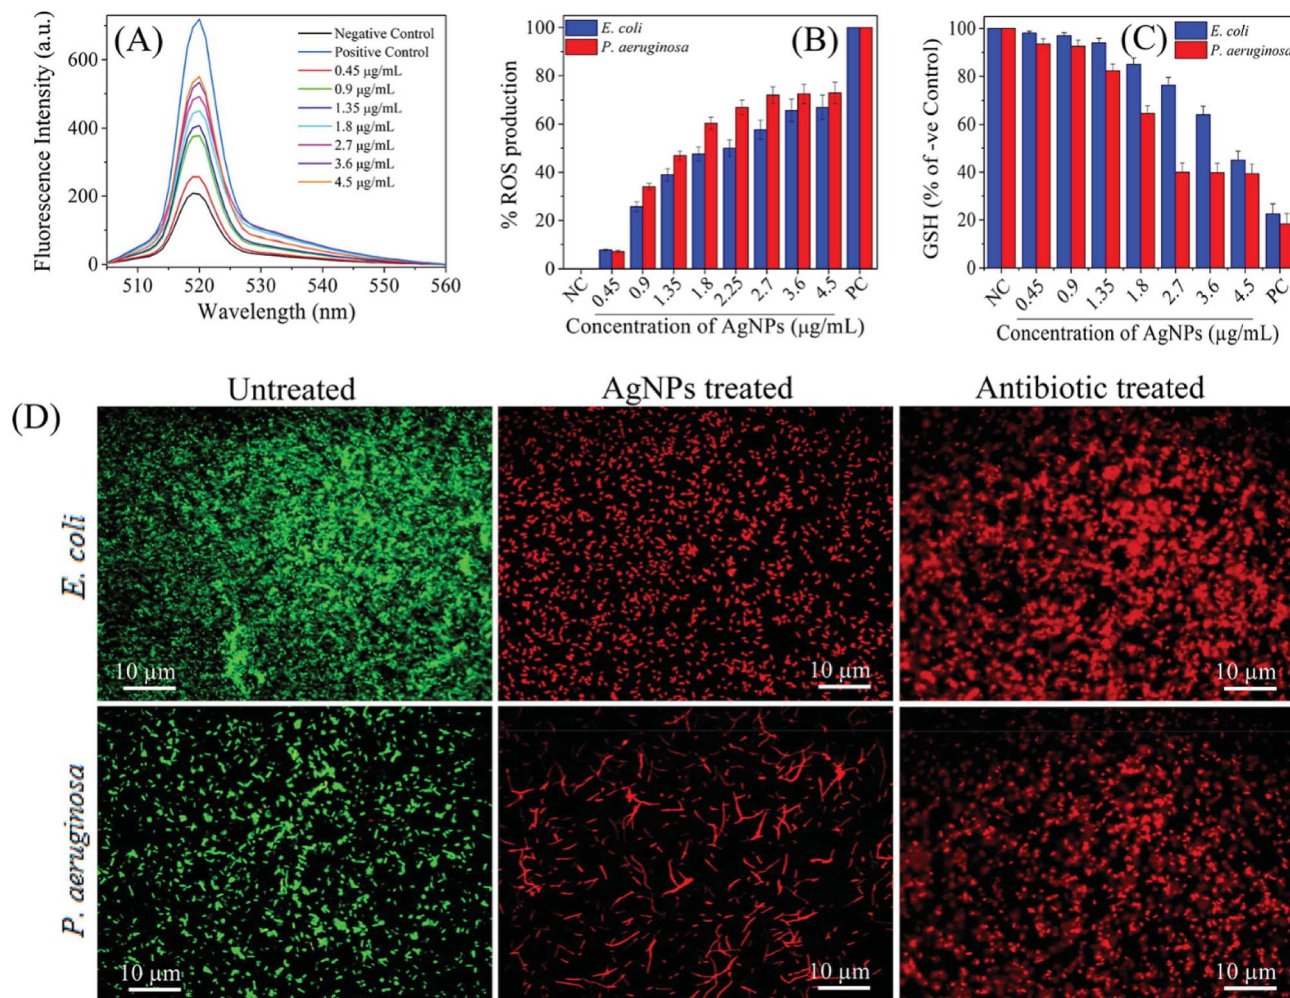 (A)
Fluorescence Intensity (a.u.)
600
400
200
0
510 520 530 540 550 560
Wavelength (nm)
Negative Control
Positive Control
0.45 μg/mL
0.9 μg/mL
1.35 μg/mL
1.8 μg/mL
2.7 μg/mL
3.6 μg/mL
4.5 μg/mL
(B)
% ROS production
100
80
60
40
20
0
E. coli
P. aeruginosa
NC 0.45 0.9 1.35 1.8 2.25 2.7 3.6 4.5 PC
Concentration of AgNPs (μg/mL)
(C)
GSH (% of -ve Control)
100
80
60
40
20
0
E. coli
P. aeruginosa
NC 0.45 0.9 1.35 1.8 2.7 3.6 4.5 PC
Concentration of AgNPs (μg/mL)
(D)
Untreated AgNPs treated Antibiotic treated
E. coli
10 μm 10 μm 10 μm
P. aeruginosa
10 μm 10 μm 10 μm